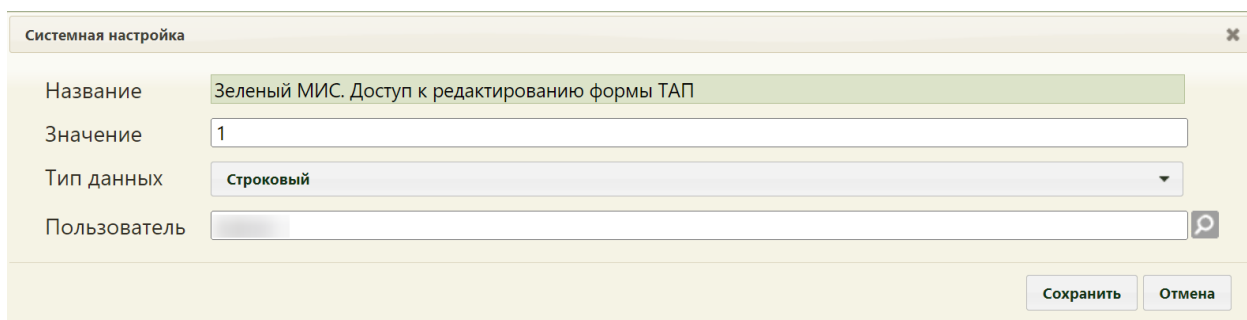 Системная настройка
Название Зеленый МИС. Доступ к редактированию формы ТАП
Значение 1
Тип данных Строковый
Пользователь
Сохранить Отмена